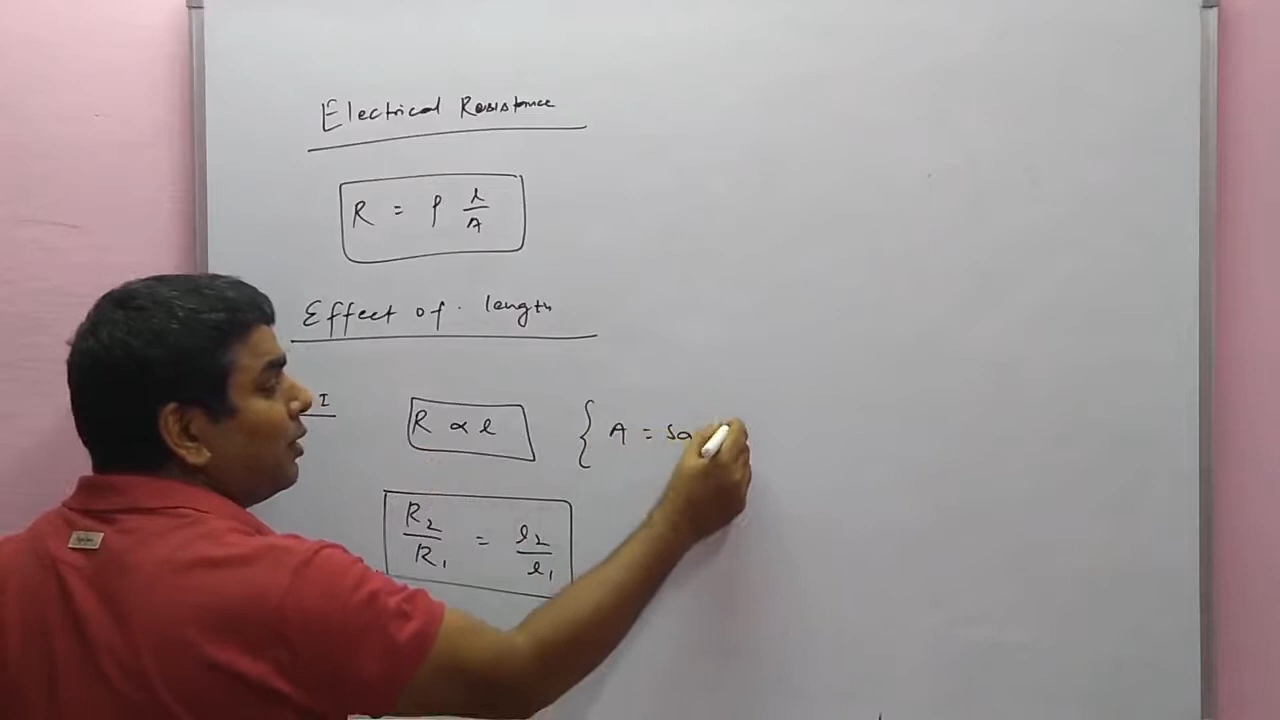 Electrical Resistance
R = ρ l/A
Effect of length
I
R ∝ l { A = Sa
R₂/R₁ = l₂/l₁